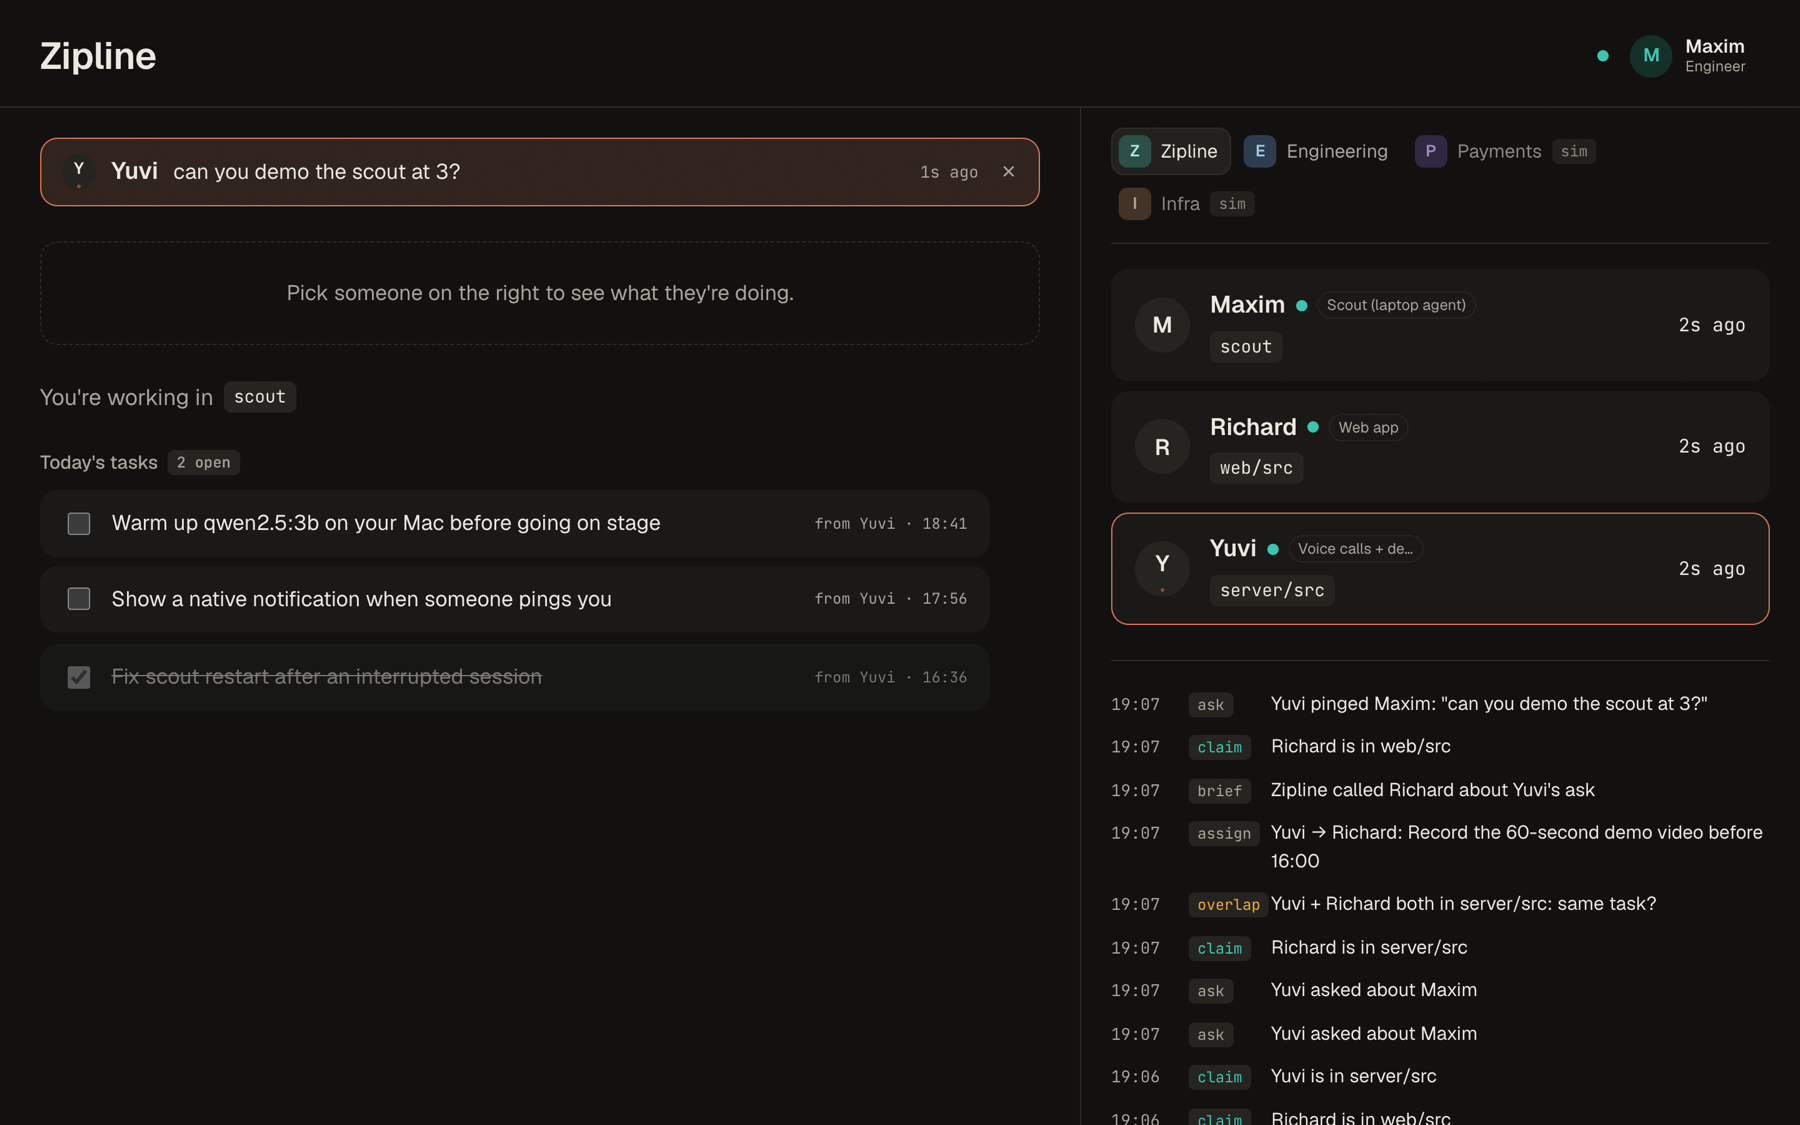 Zipline
M
Maxim
Engineer
Y Yuvi can you demo the scout at 3? 1s ago ×
Pick someone on the right to see what they're doing.
You're working in scout
Today's tasks 2 open
Warm up qwen2.5:3b on your Mac before going on stage from Yuvi · 18:41
Show a native notification when someone pings you from Yuvi · 17:56
Fix scout restart after an interrupted session from Yuvi · 16:36
Z Zipline E Engineering P Payments sim
I Infra sim
M Maxim Scout (laptop agent)
scout
2s ago
R Richard Web app
web/src
2s ago
Y Yuvi Voice calls + de…
server/src
2s ago
19:07 ask Yuvi pinged Maxim: "can you demo the scout at 3?"
19:07 claim Richard is in web/src
19:07 brief Zipline called Richard about Yuvi's ask
19:07 assign Yuvi → Richard: Record the 60-second demo video before
16:00
19:07 overlap Yuvi + Richard both in server/src: same task?
19:07 claim Richard is in server/src
19:07 ask Yuvi asked about Maxim
19:07 ask Yuvi asked about Maxim
19:06 claim Yuvi is in server/src
19:06 claim Richard is in web/src